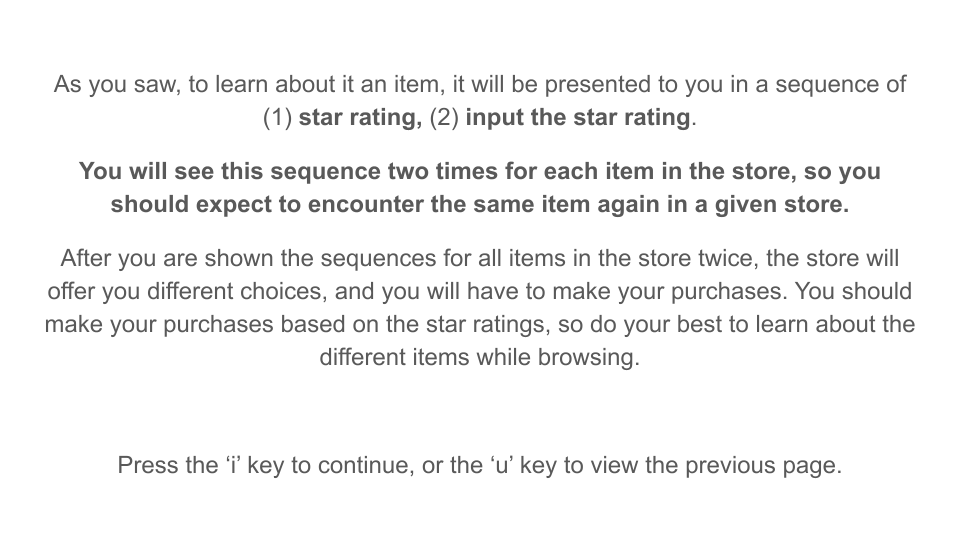 As you saw, to learn about it an item, it will be presented to you in a sequence of
(1) star rating, (2) input the star rating.
You will see this sequence two times for each item in the store, so you
should expect to encounter the same item again in a given store.
After you are shown the sequences for all items in the store twice, the store will
offer you different choices, and you will have to make your purchases. You should
make your purchases based on the star ratings, so do your best to learn about the
different items while browsing.
Press the ‘i’ key to continue, or the ‘u’ key to view the previous page.